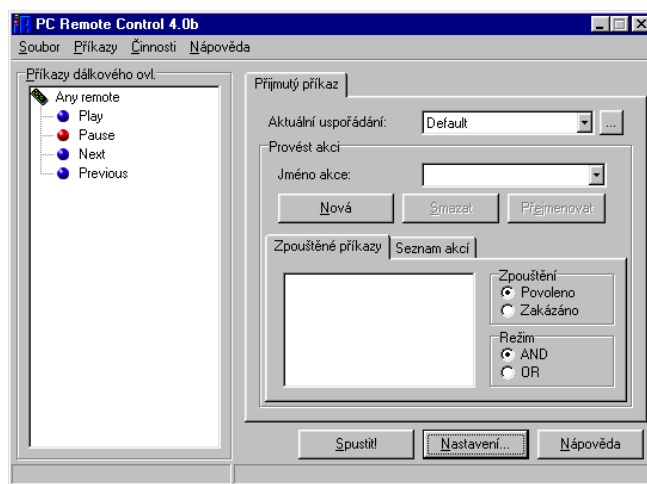 PC Remote Control 4.0b
Soubor Příkazy Činnosti Nápověda
Příkazy dálkového ovl.
Any remote
Play
Pause
Next
Previous
Přijmutý příkaz
Aktuální uspořádání: Default ...
Provést akci
Jméno akce:
Nová Smazat Přejmenovat
Zpouštěné příkazy Seznam akcí
Zpouštění
Povoleno
Zakázáno
Režim
AND
OR
Spustit! Nastavení... Nápověda